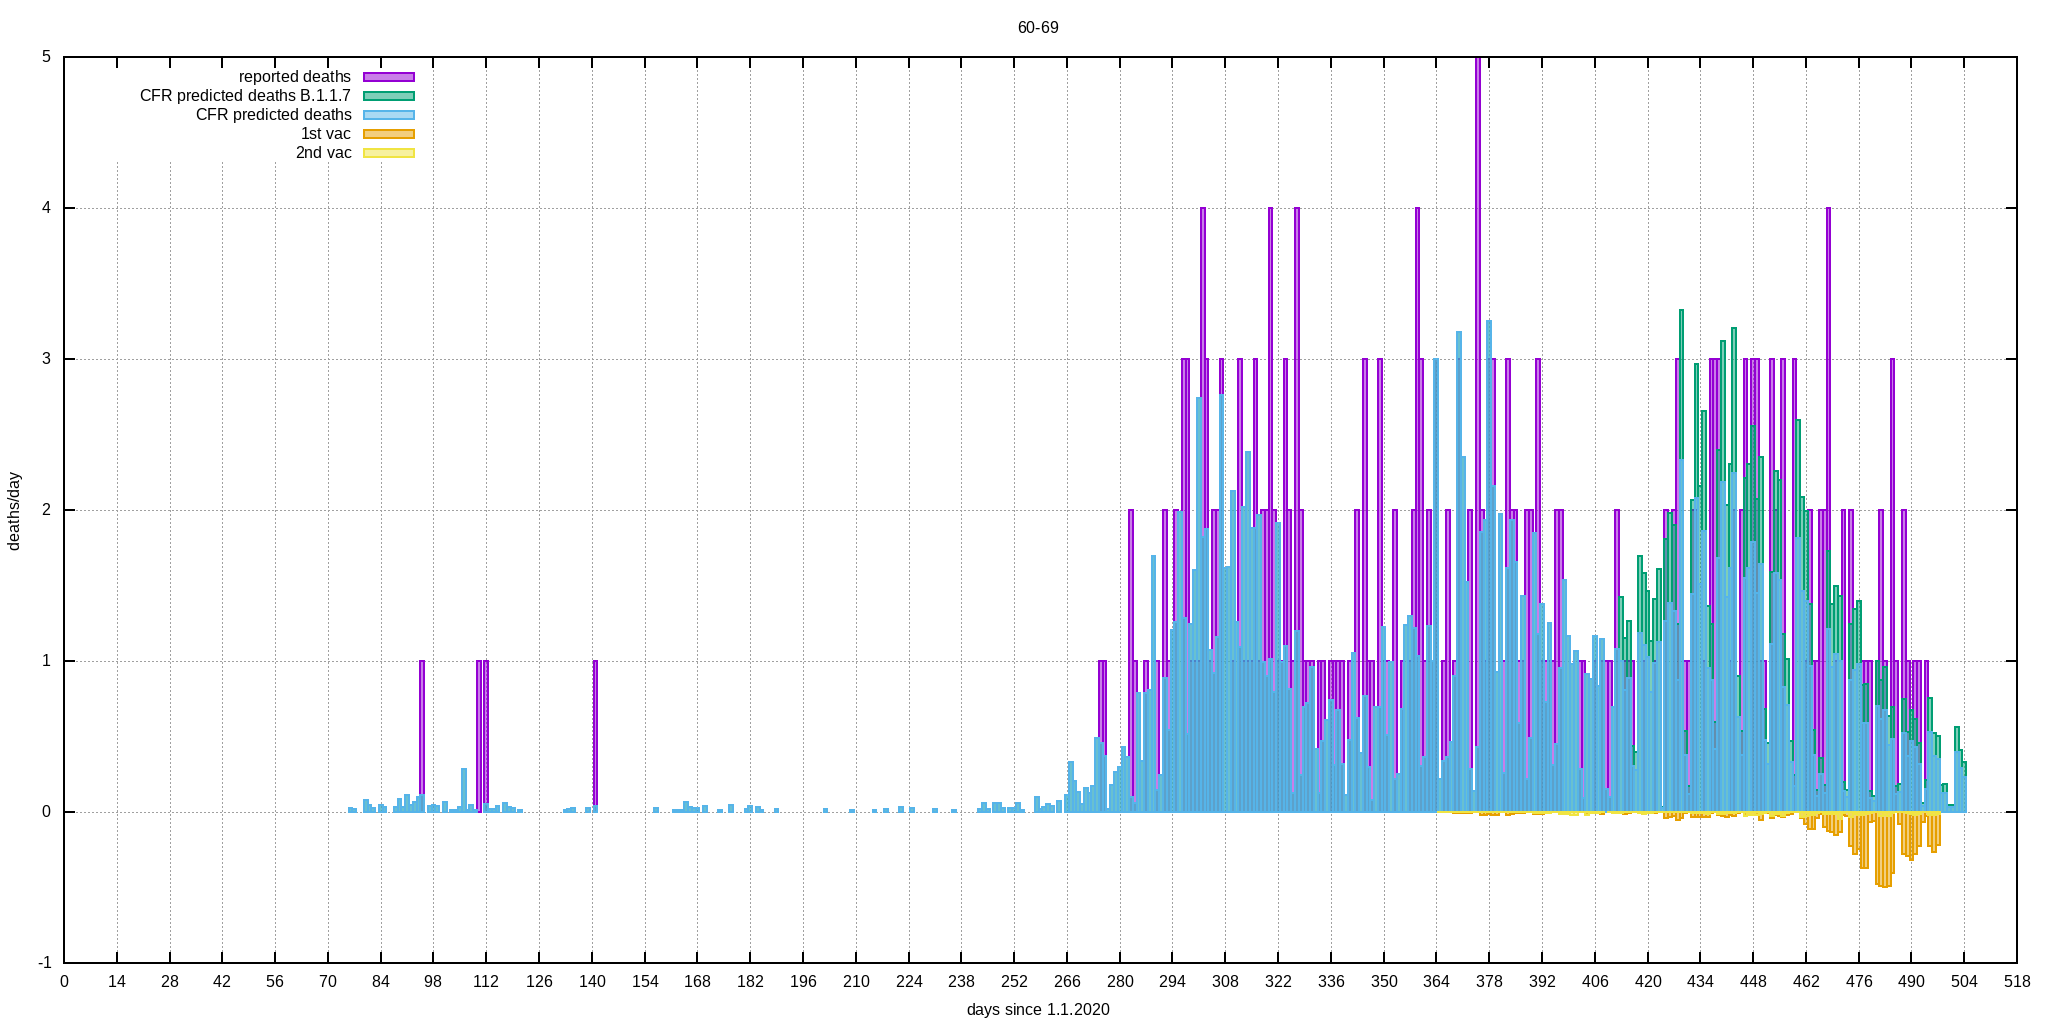 60-69
reported deaths
CFR predicted deaths B.1.1.7
CFR predicted deaths
1st vac
2nd vac
5
4
3
2
1
0
-1
deaths/day
0 14 28 42 56 70 84 98 112 126 140 154 168 182 196 210 224 238 252 266 280 294 308 322 336 350 364 378 392 406 420 434 448 462 476 490 504 518
days since 1.1.2020